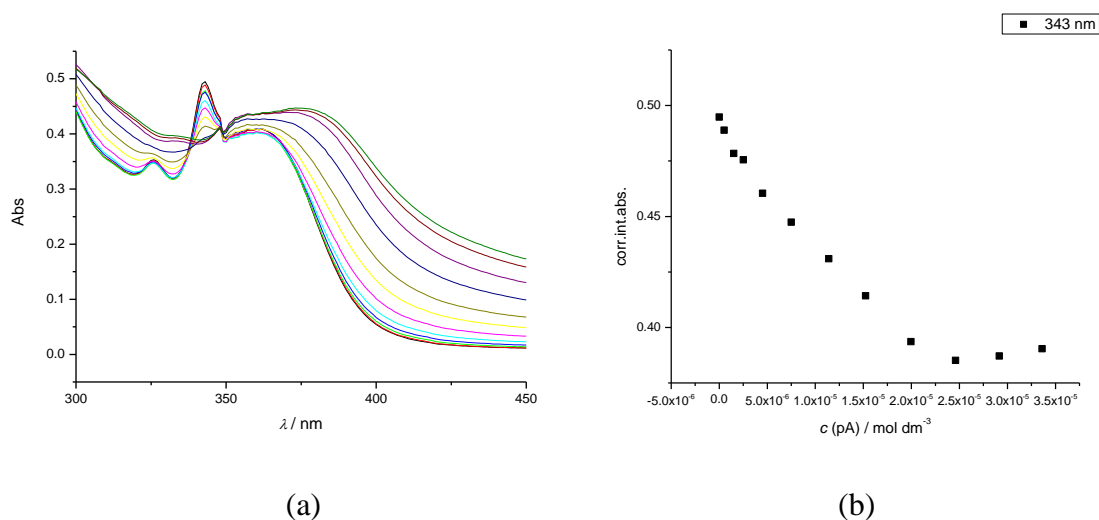 343 nm
0.5
0.4
0.3
0.2
0.1
0.0
Abs
300
350
400
450
λ / nm
(a)
0.50
0.45
0.40
corr.int.abs.
-5.0x10⁻⁶
0.0
5.0x10⁻⁶
1.0x10⁻⁵
1.5x10⁻⁵
2.0x10⁻⁵
2.5x10⁻⁵
3.0x10⁻⁵
3.5x10⁻⁵
c (pA) / mol dm⁻³
(b)